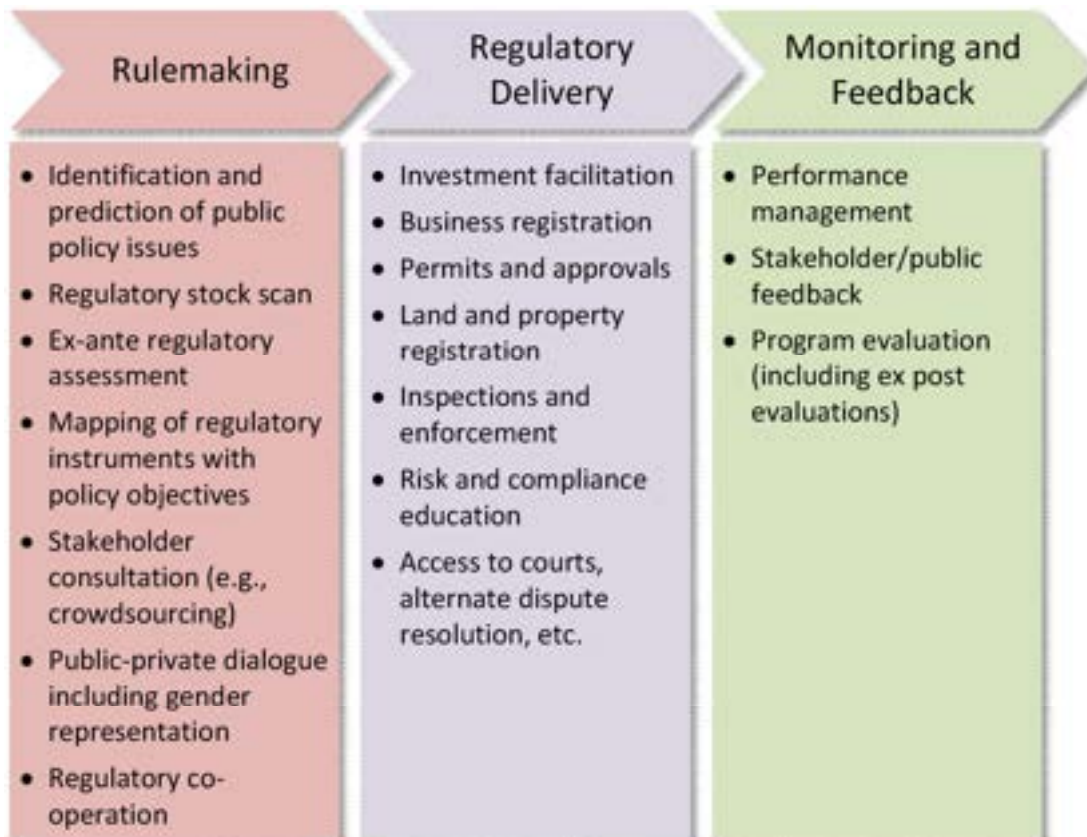 Rulemaking
• Identification and
prediction of public
policy issues
• Regulatory stock scan
• Ex-ante regulatory
assessment
• Mapping of regulatory
instruments with
policy objectives
• Stakeholder
consultation (e.g.,
crowdsourcing)
• Public-private dialogue
including gender
representation
• Regulatory co-
operation
Regulatory
Delivery
• Investment facilitation
• Business registration
• Permits and approvals
• Land and property
registration
• Inspections and
enforcement
• Risk and compliance
education
• Access to courts,
alternate dispute
resolution, etc.
Monitoring and
Feedback
• Performance
management
• Stakeholder/public
feedback
• Program evaluation
(including ex post
evaluations)